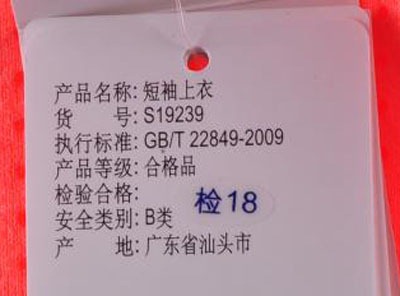 产品名称: 短袖上衣
货 号: S19239
执行标准: GB/T 22849-2009
产品等级: 合格品
检验合格: 检18
安全类别: B类
产 地: 广东省汕头市